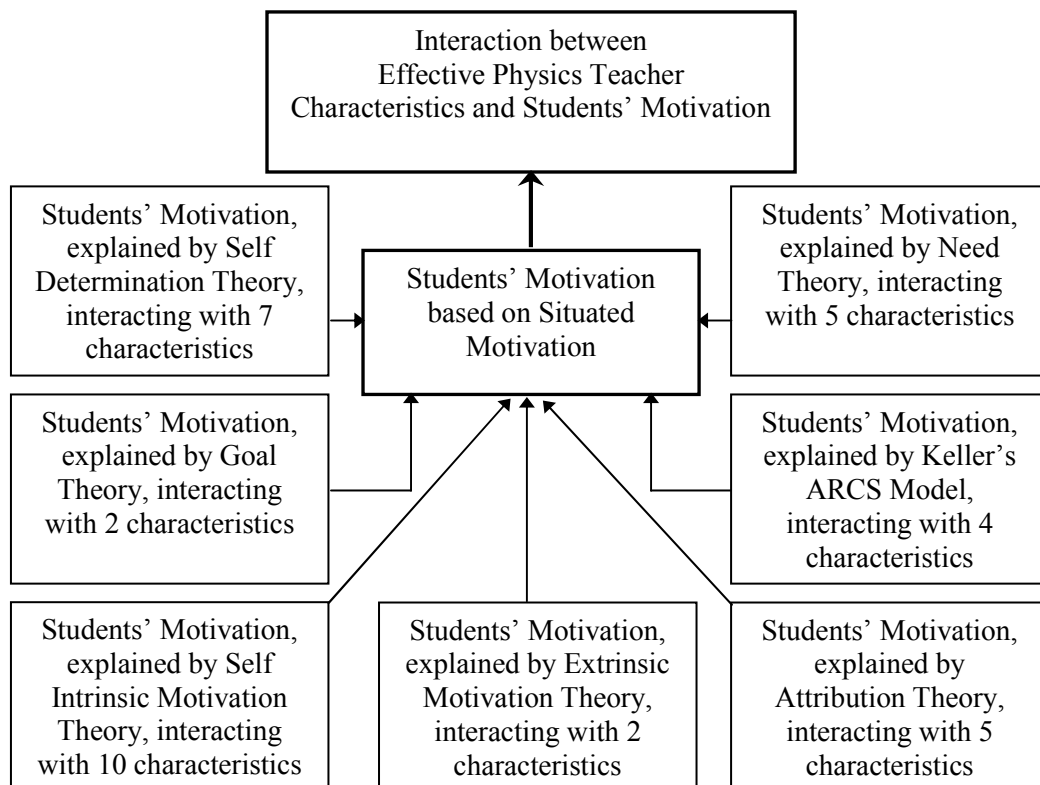 Interaction between
Effective Physics Teacher
Characteristics and Students’ Motivation
Students’ Motivation,
explained by Self
Determination Theory,
interacting with 7
characteristics
Students’ Motivation
based on Situated
Motivation
Students’ Motivation,
explained by Need
Theory, interacting
with 5 characteristics
Students’ Motivation,
explained by Goal
Theory, interacting
with 2 characteristics
Students’ Motivation,
explained by Keller’s
ARCS Model,
interacting with 4
characteristics
Students’ Motivation,
explained by Self
Intrinsic Motivation
Theory, interacting
with 10 characteristics
Students’ Motivation,
explained by Extrinsic
Motivation Theory,
interacting with 2
characteristics
Students’ Motivation,
explained by
Attribution Theory,
interacting with 5
characteristics